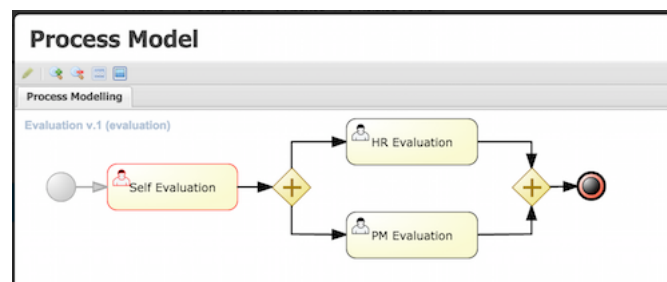 Process Model
Process Modelling
Evaluation v.1 (evaluation)
HR Evaluation
Self Evaluation
PM Evaluation